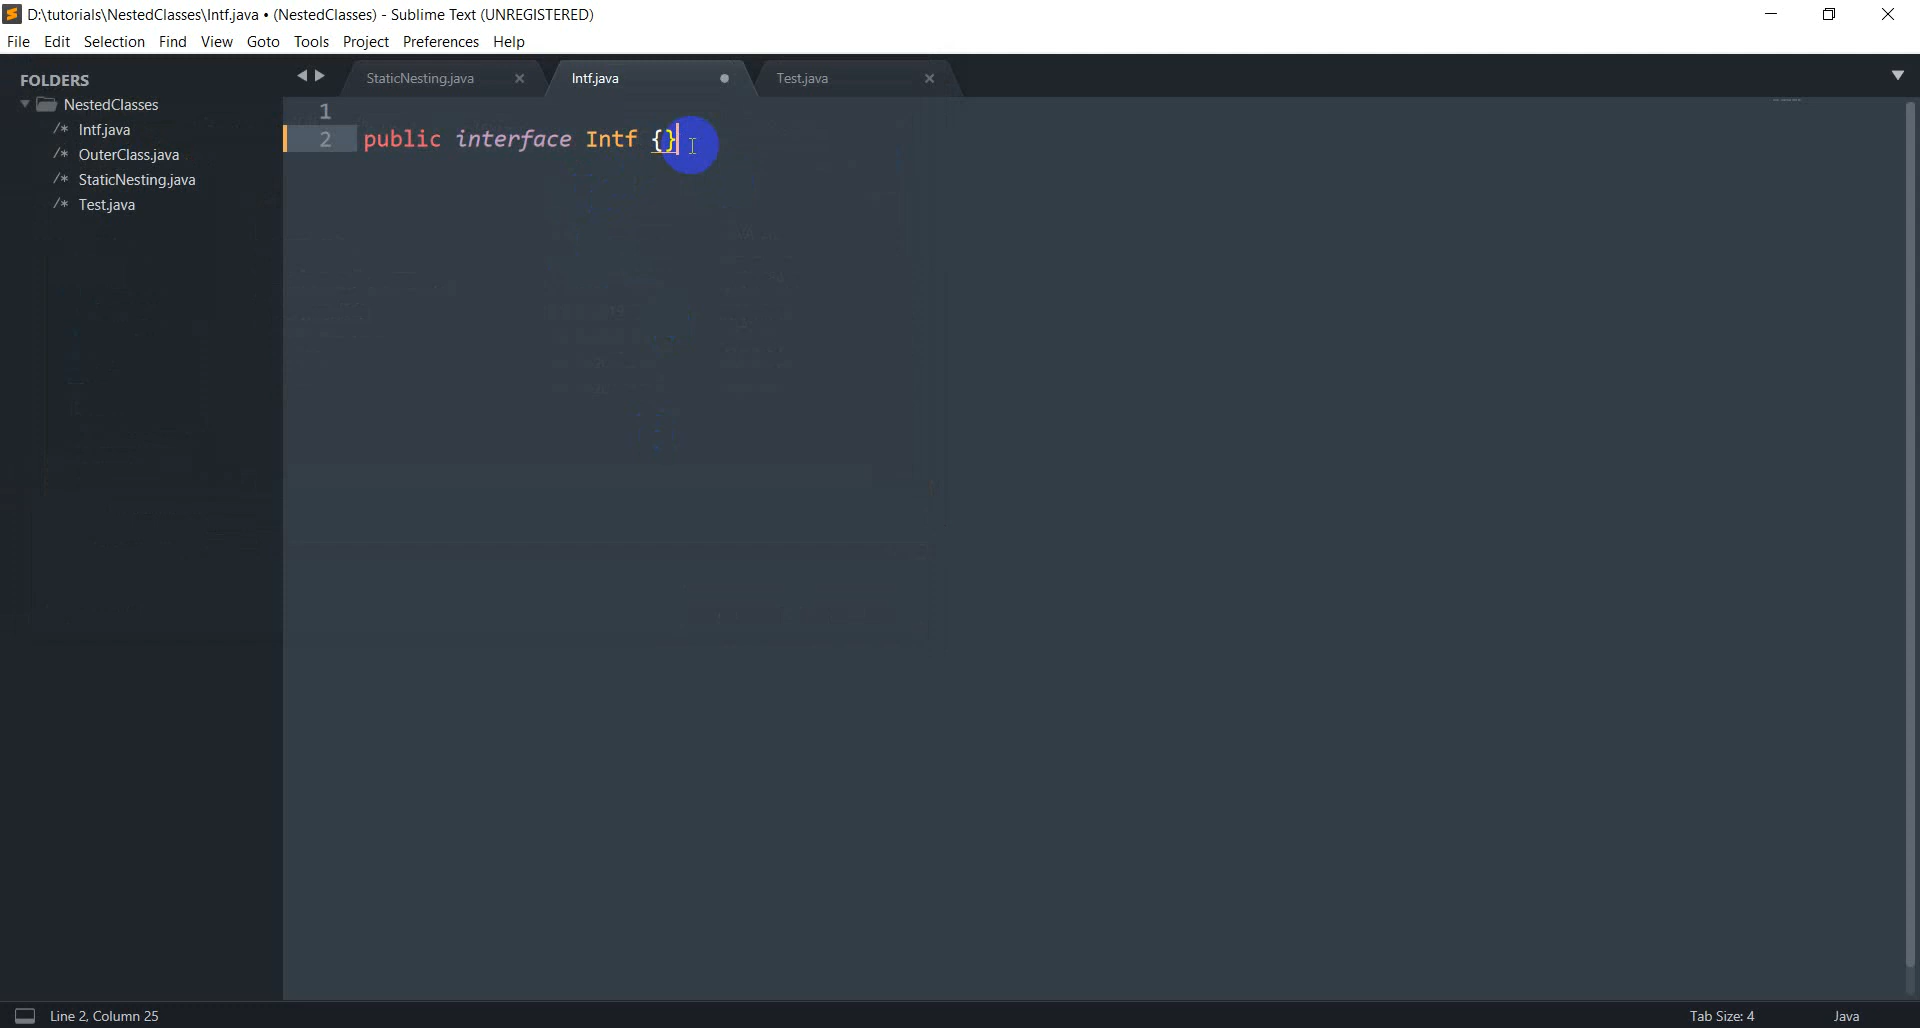 D:\tutorials\NestedClasses\Intf.java • (NestedClasses) - Sublime Text (UNREGISTERED)
File Edit Selection Find View Goto Tools Project Preferences Help
FOLDERS
NestedClasses
/* Intf.java
/* OuterClass.java
/* StaticNesting.java
/* Test.java
StaticNesting.java
Intf.java
Test.java
1
2 public interface Intf {}
Line 2, Column 25
Tab Size: 4
Java